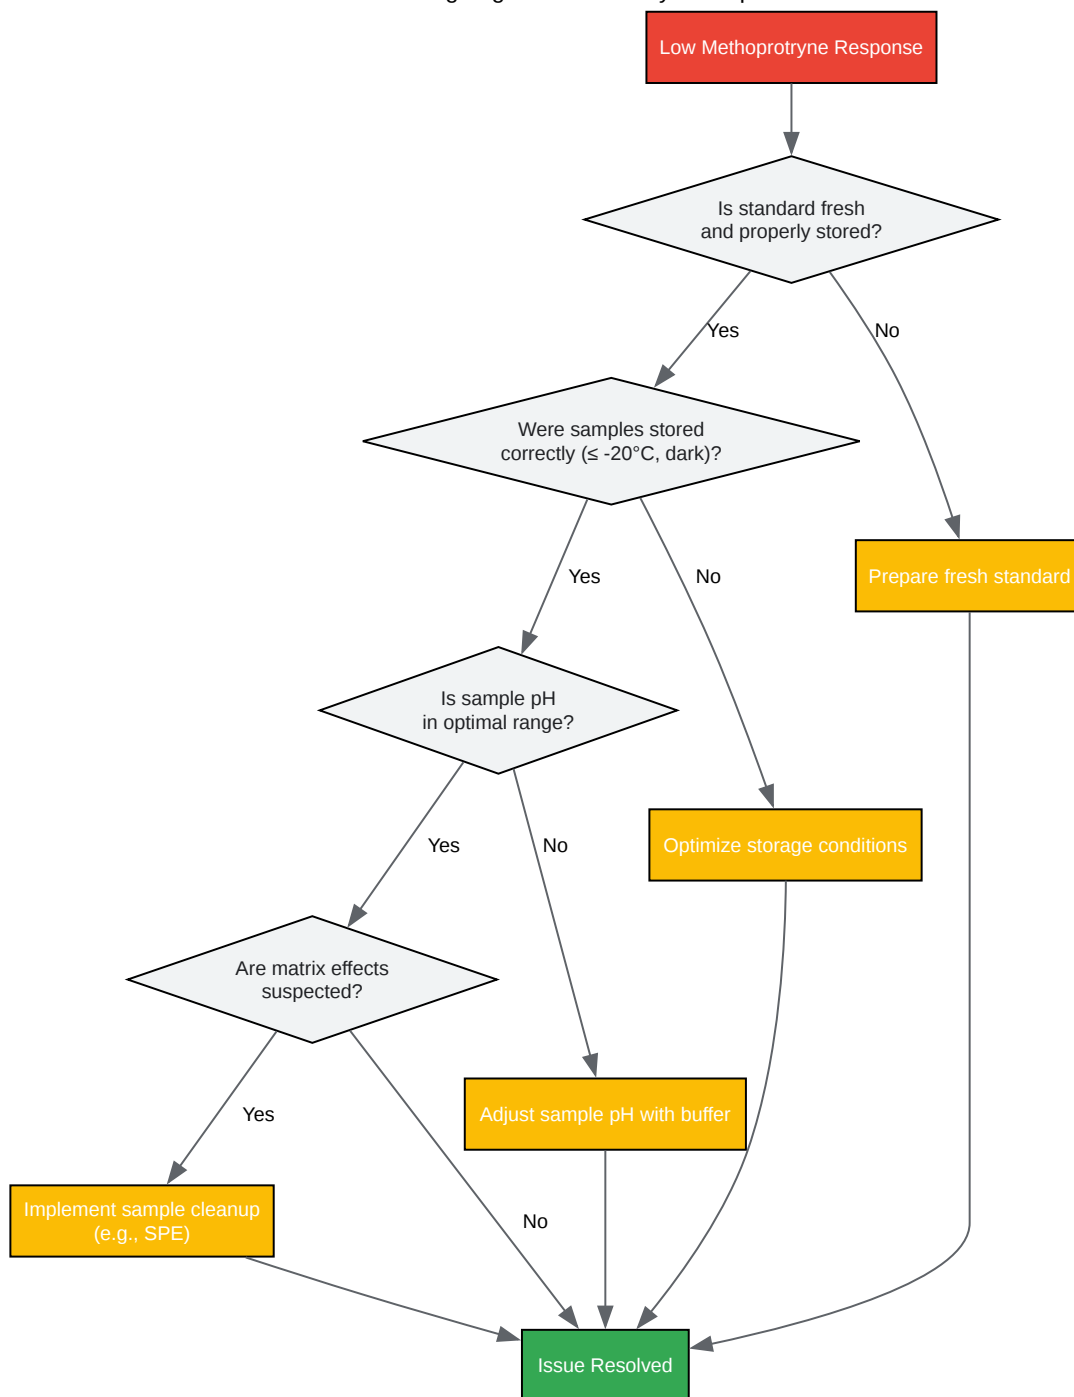 Low Methoprotryne Response
Is standard fresh
and properly stored?
Yes
No
Were samples stored
correctly (≤ -20°C, dark)?
Yes
No
Prepare fresh standard
Is sample pH
in optimal range?
Yes
No
Optimize storage conditions
Are matrix effects
suspected?
Yes
No
Adjust sample pH with buffer
Implement sample cleanup
(e.g., SPE)
Issue Resolved